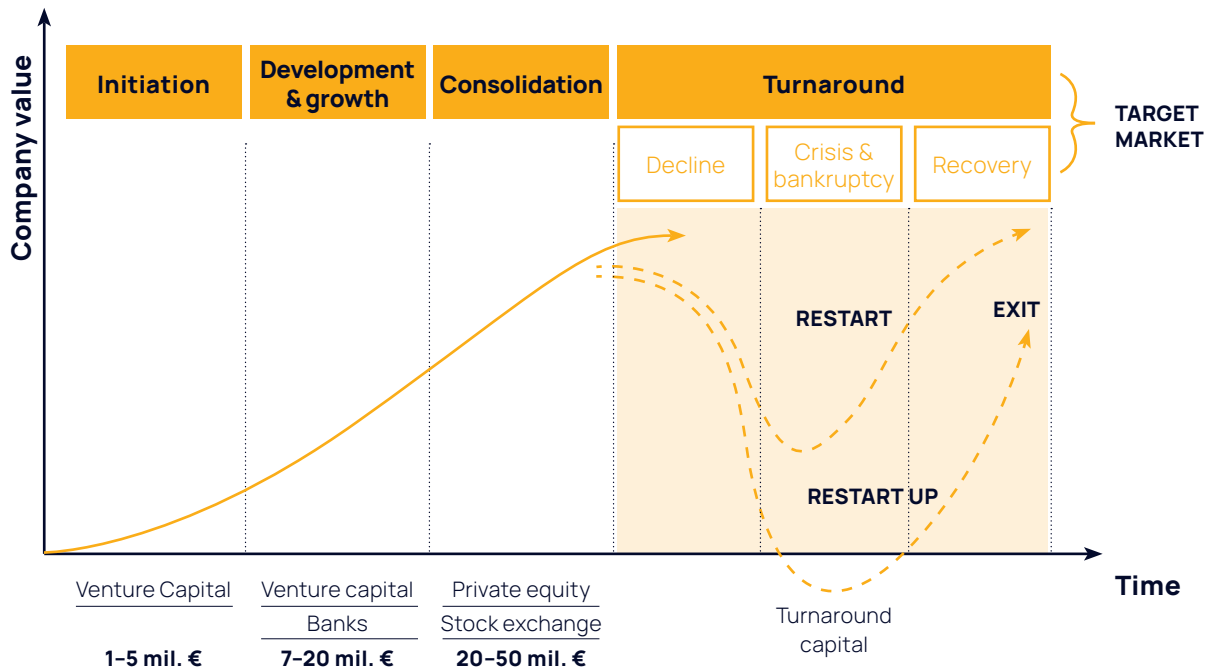 Company value
Initiation
Development
& growth
Consolidation
Turnaround
TARGET
MARKET
Decline
Crisis &
bankruptcy
Recovery
RESTART
EXIT
RESTART UP
Time
Venture Capital
1–5 mil. €
Venture capital
Banks
7–20 mil. €
Private equity
Stock exchange
20–50 mil. €
Turnaround
capital